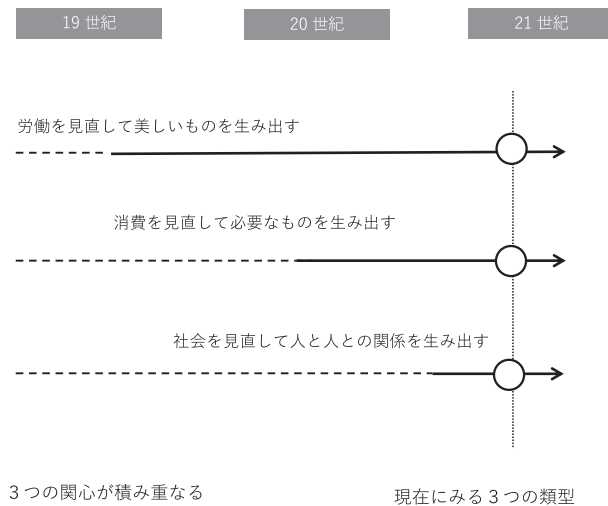 19 世紀
20 世紀
21 世紀
労働を見直して美しいものを生み出す
消費を見直して必要なものを生み出す
社会を見直して人と人との関係を生み出す
3 つの関心が積み重なる
現在にみる 3 つの類型